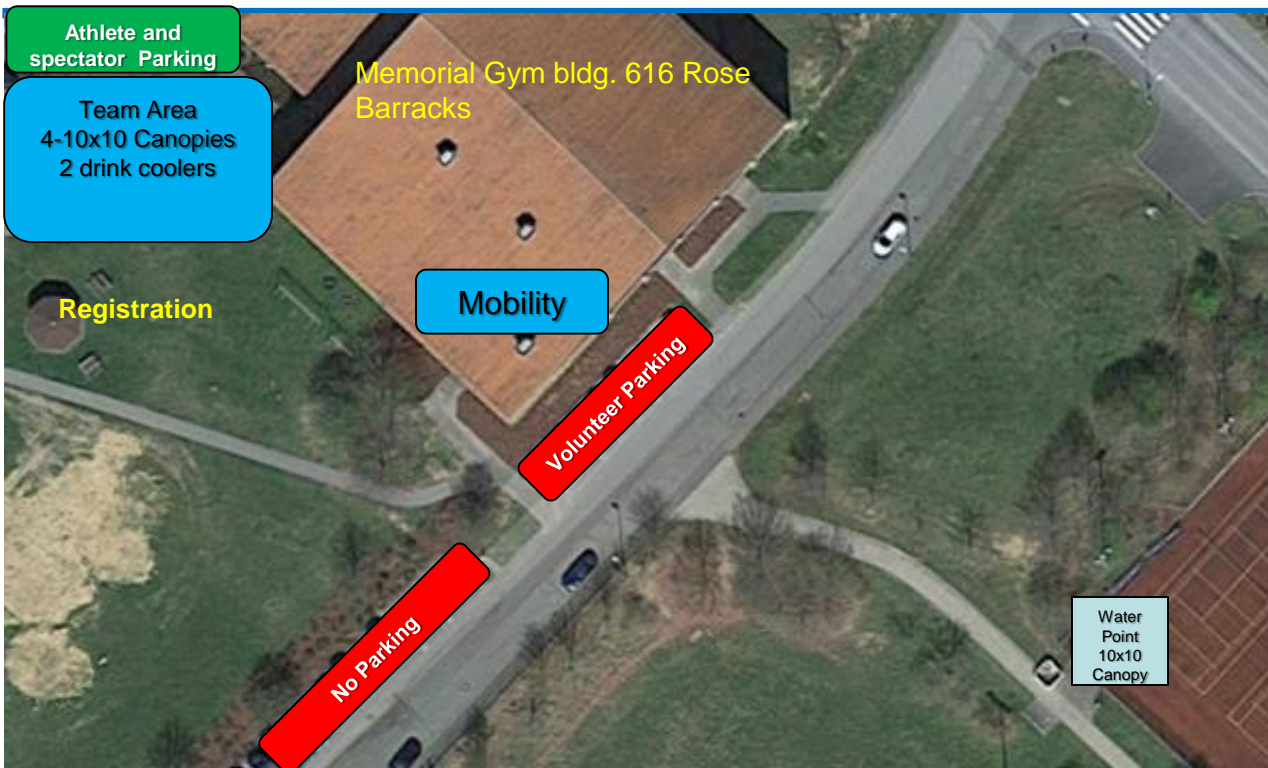 Athlete and
spectator Parking
Team Area
4-10x10 Canopies
2 drink coolers
Memorial Gym bldg. 616 Rose
Barracks
Registration
Mobility
Volunteer Parking
No Parking
Water
Point
10x10
Canopy